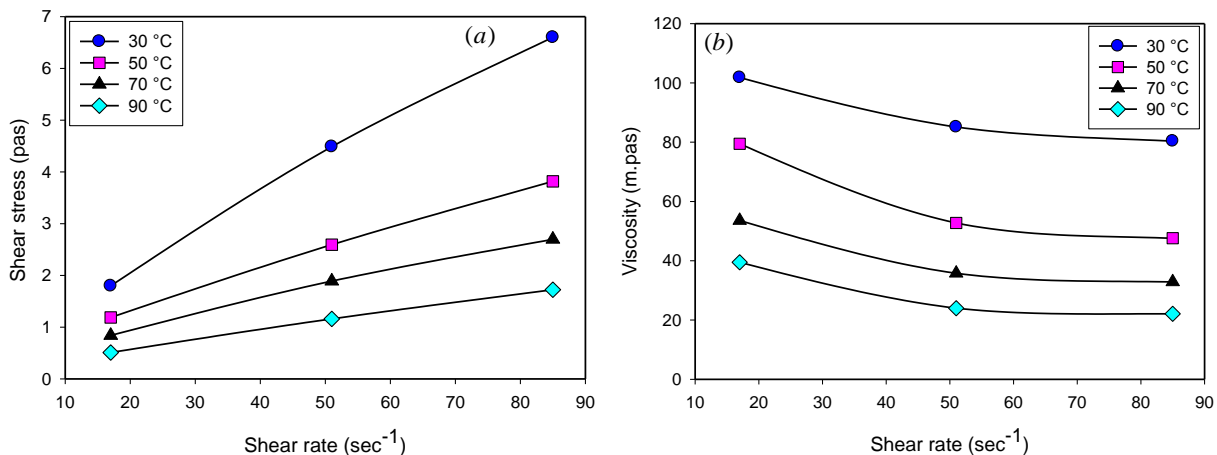 Shear stress (pas)
7
6
5
4
3
2
1
0
30 °C
50 °C
70 °C
90 °C
(a)
10 20 30 40 50 60 70 80 90
Shear rate (sec-1)
Viscosity (m.pas)
120
100
80
60
40
20
0
(b)
30 °C
50 °C
70 °C
90 °C
10 20 30 40 50 60 70 80 90
Shear rate (sec-1)